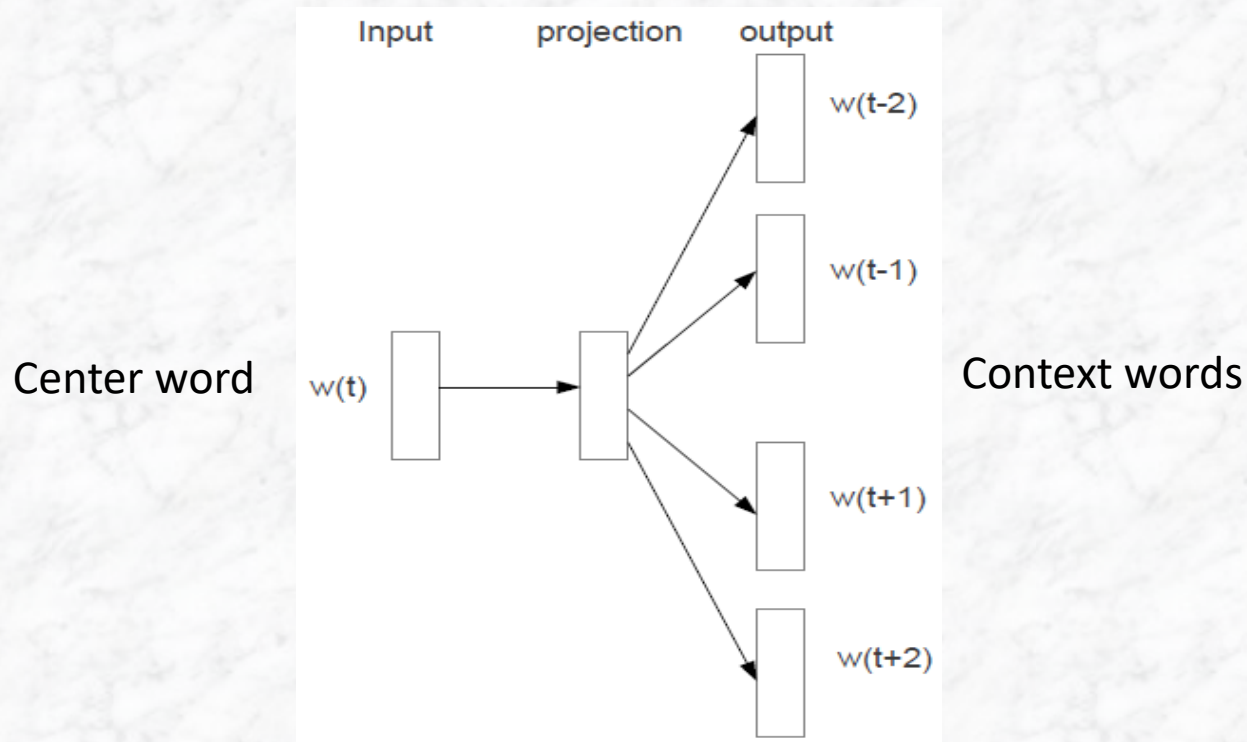 Input projection output
w(t-2)
w(t-1)
Center word w(t) Context words
w(t+1)
w(t+2)